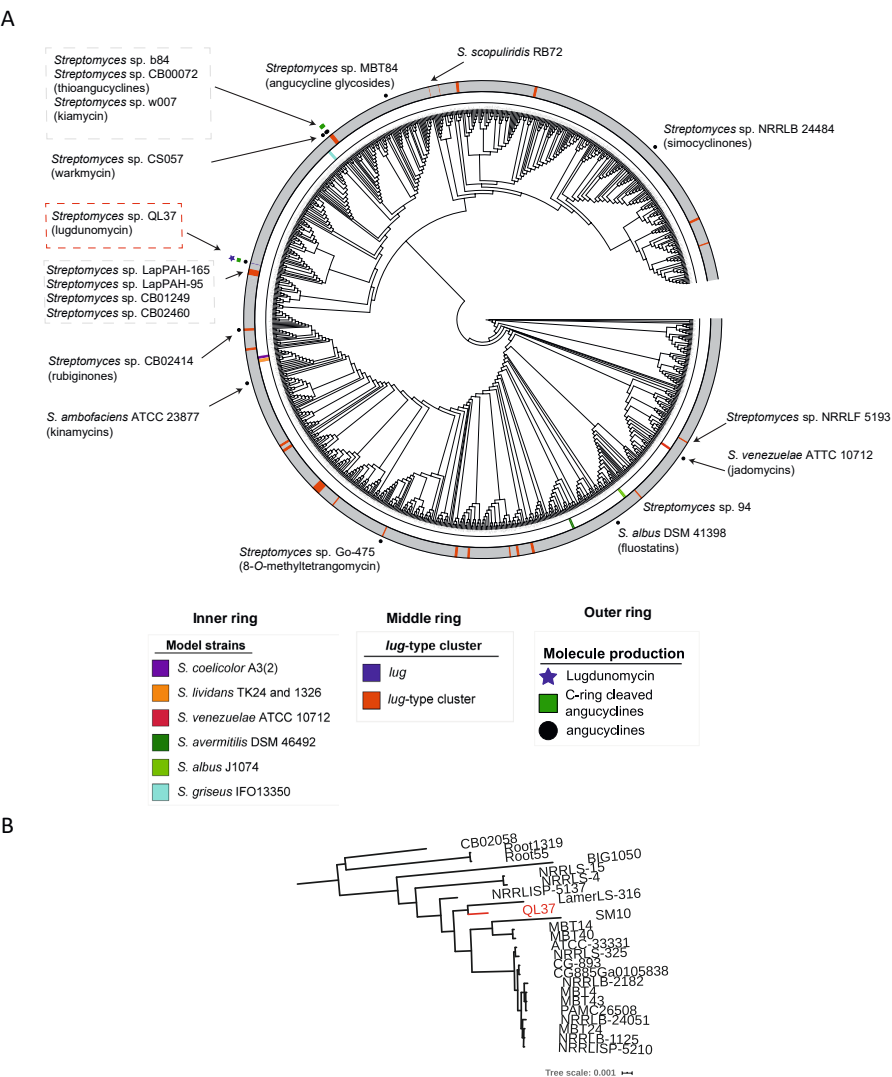 A
Streptomyces sp. b84
Streptomyces sp. CB00072
(thioangucyclines)
Streptomyces sp. w007
(kiamycin)
Streptomyces sp. MBT84
(angucycline glycosides)
S. scopuliridis RB72
Streptomyces sp. NRRLB 24484
(simocyclinones)
Streptomyces sp. CS057
(warkmycin)
Streptomyces sp. QL37
(lugdunomycin)
Streptomyces sp. LapPAH-165
Streptomyces sp. LapPAH-95
Streptomyces sp. CB01249
Streptomyces sp. CB02460
Streptomyces sp. CB02414
(rubiginones)
S. ambofaciens ATCC 23877
(kinamycins)
Streptomyces sp. NRRLF 5193
S. venezuelae ATTC 10712
(jadomycins)
Streptomyces sp. 94
S. albus DSM 41398
(fluostatins)
Streptomyces sp. Go-475
(8-O-methyltetrangomycin)
Inner ring
Model strains
S. coelicolor A3(2)
S. lividans TK24 and 1326
S. venezuelae ATCC 10712
S. avermitilis DSM 46492
S. albus J1074
S. griseus IFO13350
Middle ring
lug-type cluster
lug
lug-type cluster
Outer ring
Molecule production
Lugdunomycin
C-ring cleaved
angucyclines
angucyclines
B
CB02058
Root1319
Root55
BIG1050
NRRLS-15
NRRLS-4
NRRLISP-5137
LamerLS-316
QL37
SM10
MBT14
MBT40
ATCC-33331
NRRLS-325
CG-893
CG885Ga0105838
NRRLB-2182
MBT4
MBT43
PAMC26508
NRRLB-24051
MBT24
NRRLB-1125
NRRLISP-5210
Tree scale: 0.001